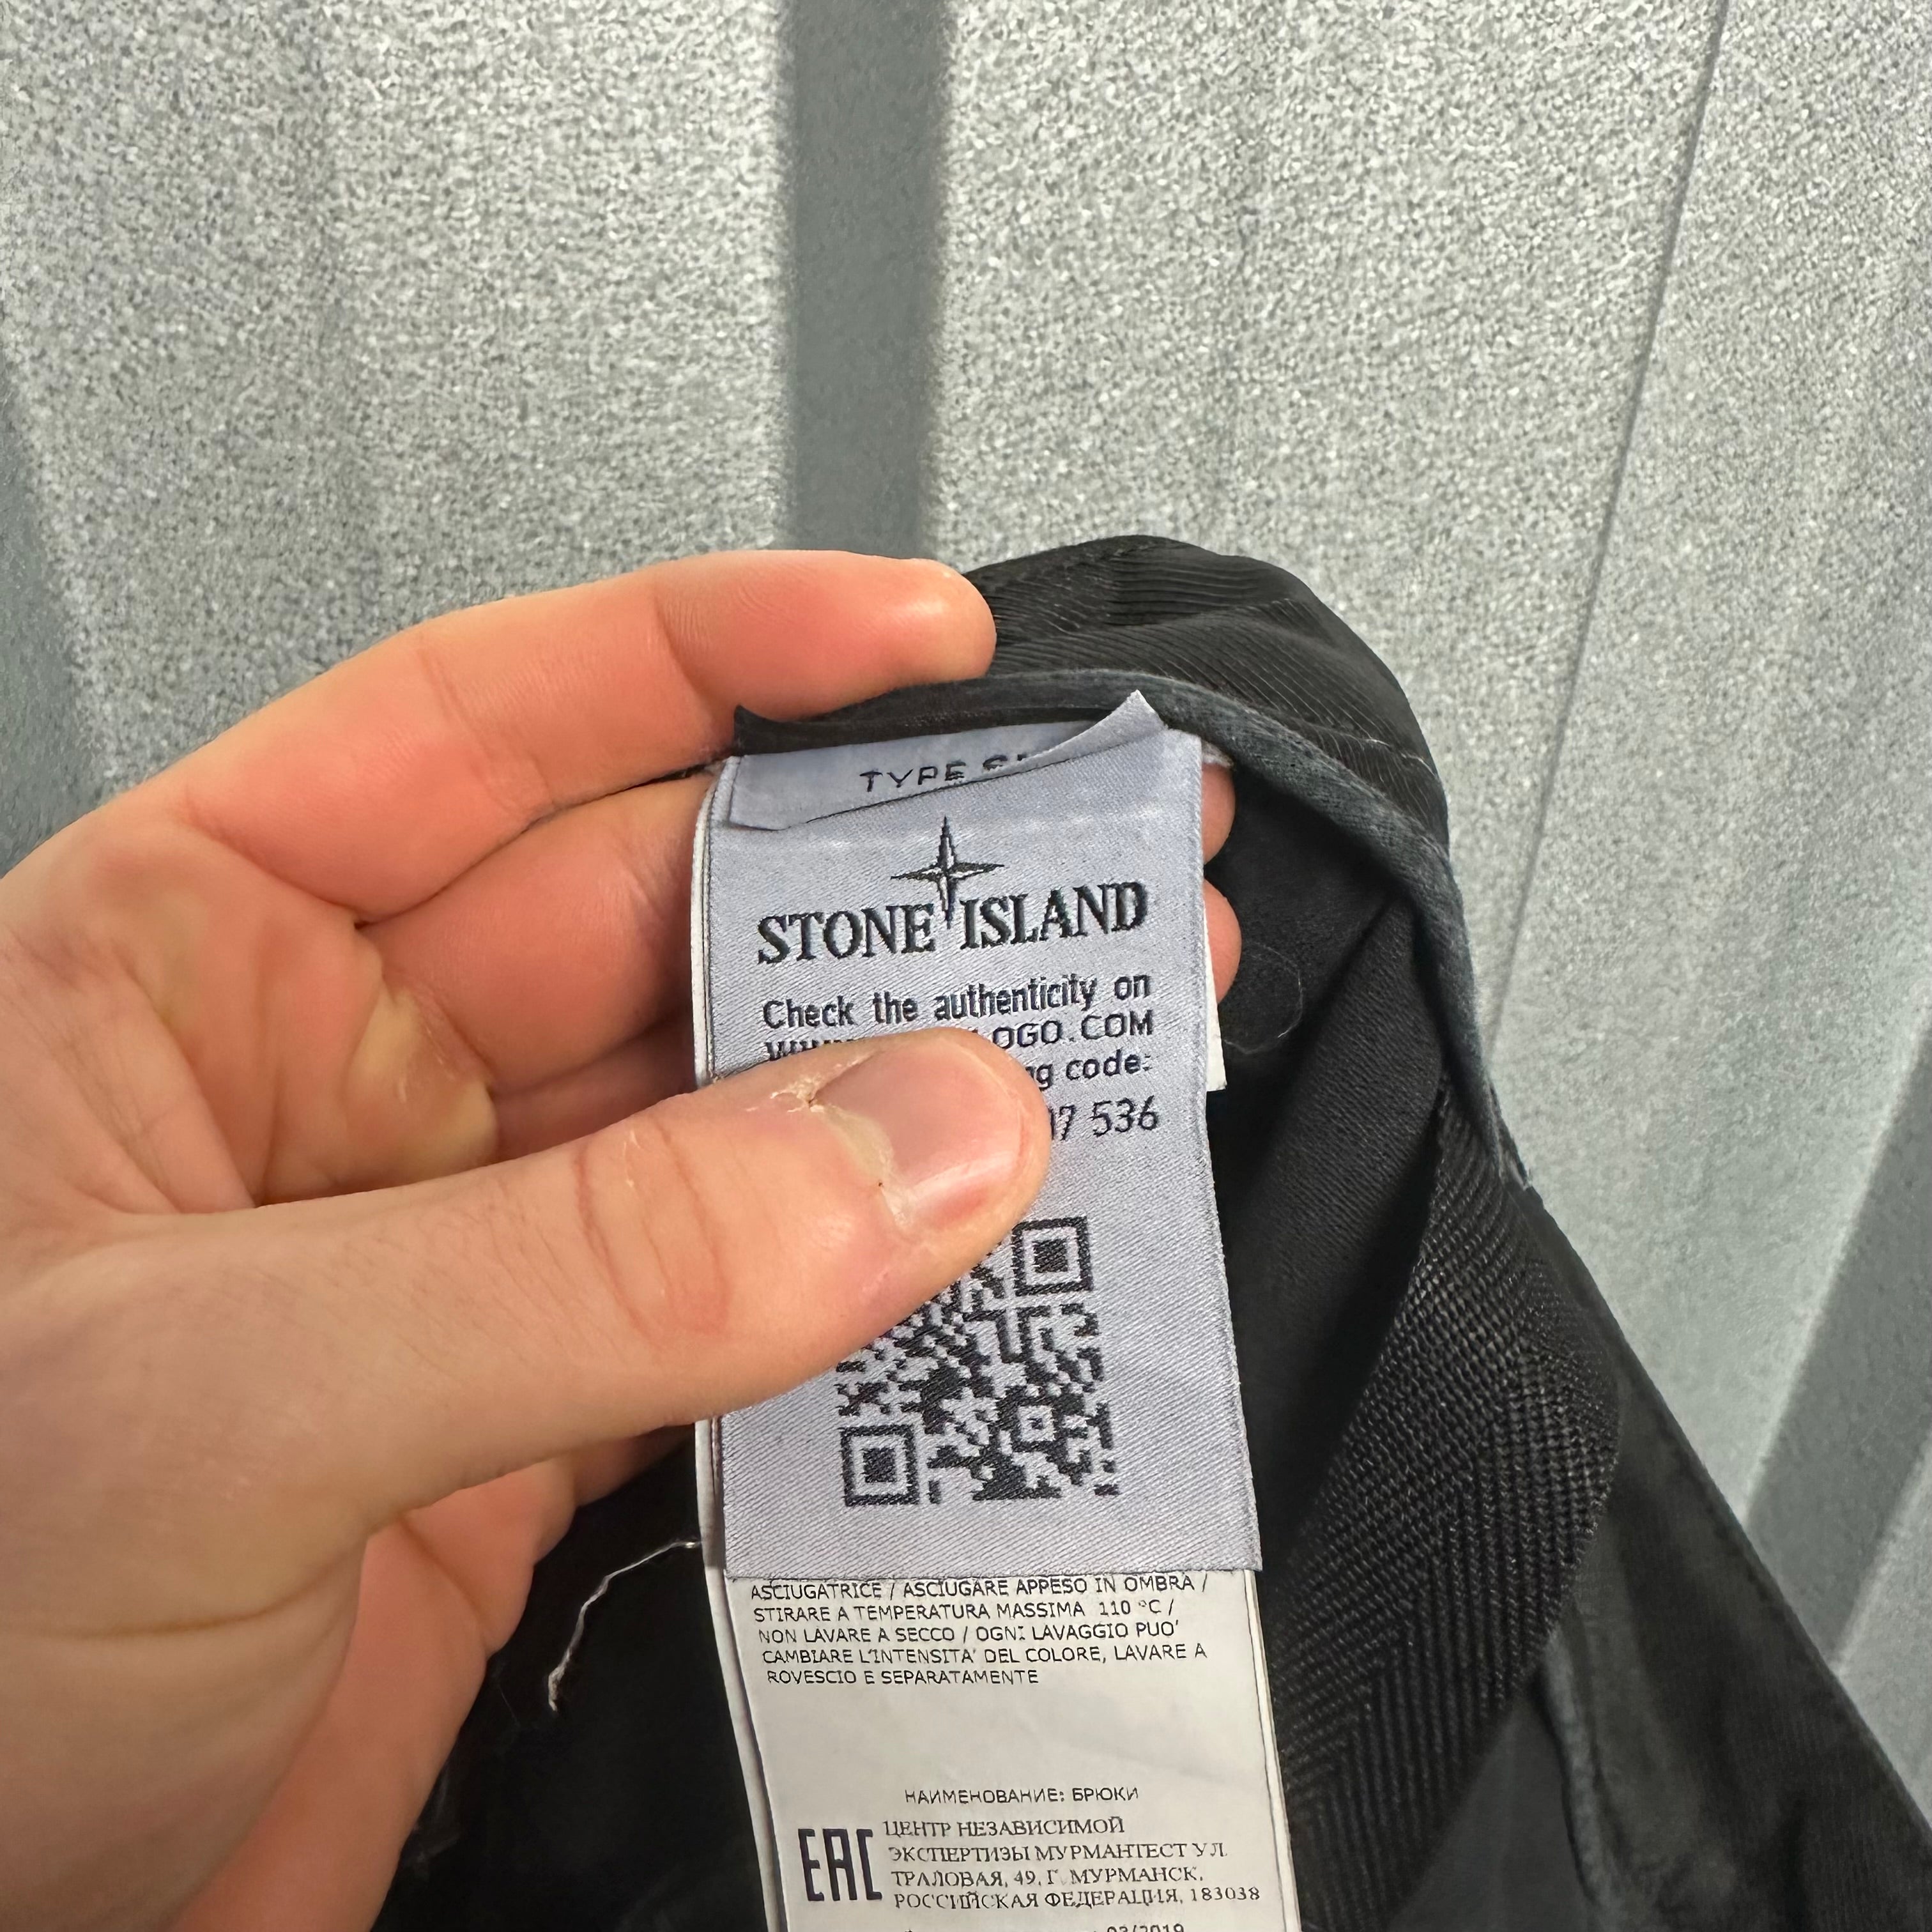 TYPE
STONE ISLAND
Check the authenticity on
OGO.COM
code:
536
ASCIUGATRICE / ASCIUGARE APPESO IN OMBRA /
STIRARE A TEMPERATURA MASSIMA 110 °C /
NON LAVARE A SECCO / OGNI LAVAGGIO PUO'
CAMBIARE L'INTENSITA' DEL COLORE, LAVARE A
ROVESCIO E SEPARATAMENTE
НАИМЕНОВАНИЕ: БРЮКИ
EAC
ЦЕНТР НЕЗАВИСИМОЙ
ЭКСПЕРТИЗЫ МУРМАНТЕСТ УЛ.
ТРАЛОВАЯ, 49, Г. МУРМАНСК,
РОССИЙСКАЯ ФЕДЕРАЦИЯ, 183038
03/2019